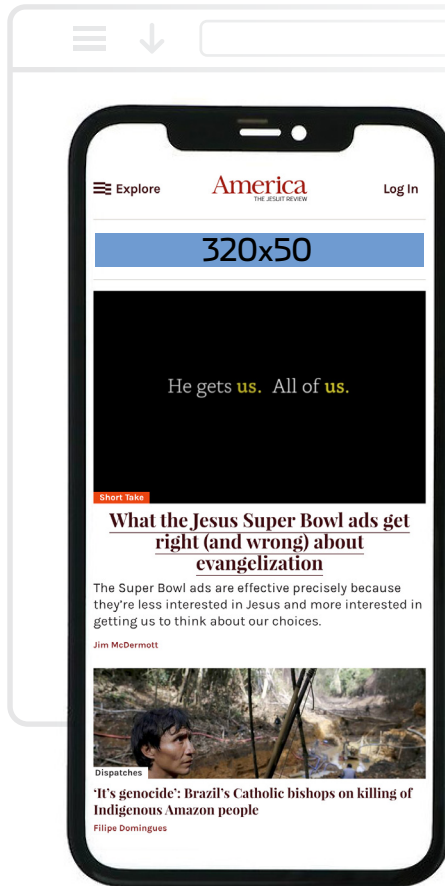 Explore
America
THE JESUIT REVIEW
Log In
320x50
He gets us. All of us.
Short Take
What the Jesus Super Bowl ads get
right (and wrong) about
evangelization
The Super Bowl ads are effective precisely because
they're less interested in Jesus and more interested in
getting us to think about our choices.
Jim McDermott
Dispatches
‘It's genocide’: Brazil's Catholic bishops on killing of
Indigenous Amazon people
Filipe Domingues